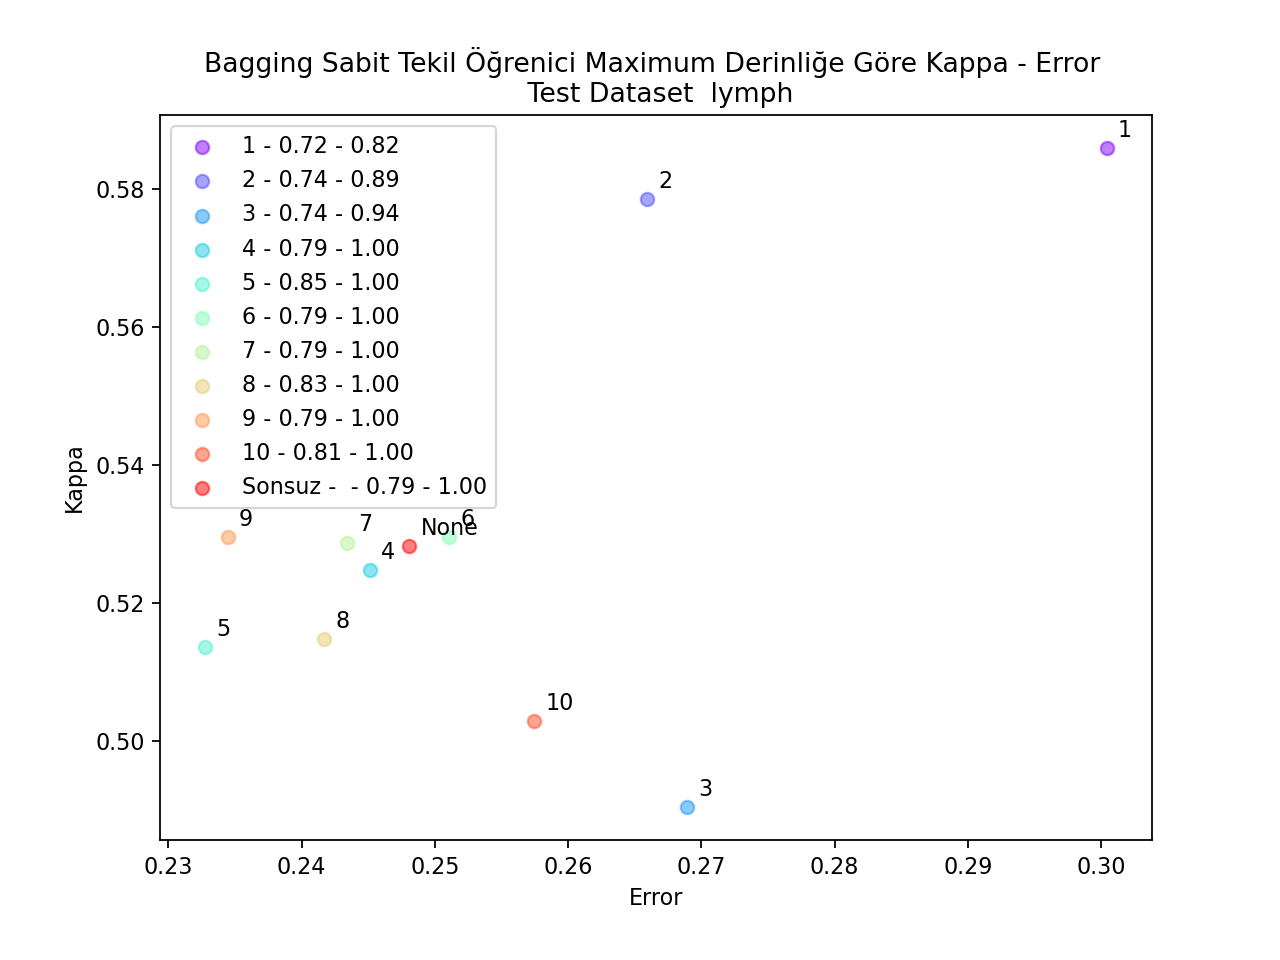 Bagging Sabit Tekil Öğrenici Maximum Derinliğe Göre Kappa - Error
Test Dataset  lymph
1 - 0.72 - 0.82
2 - 0.74 - 0.89
3 - 0.74 - 0.94
4 - 0.79 - 1.00
5 - 0.85 - 1.00
6 - 0.79 - 1.00
7 - 0.79 - 1.00
8 - 0.83 - 1.00
9 - 0.79 - 1.00
10 - 0.81 - 1.00
Sonsuz -  - 0.79 - 1.00
1
2
9
7
None
6
4
5
8
10
3
0.58
0.56
0.54
0.52
0.50
Kappa
0.23 0.24 0.25 0.26 0.27 0.28 0.29 0.30
Error